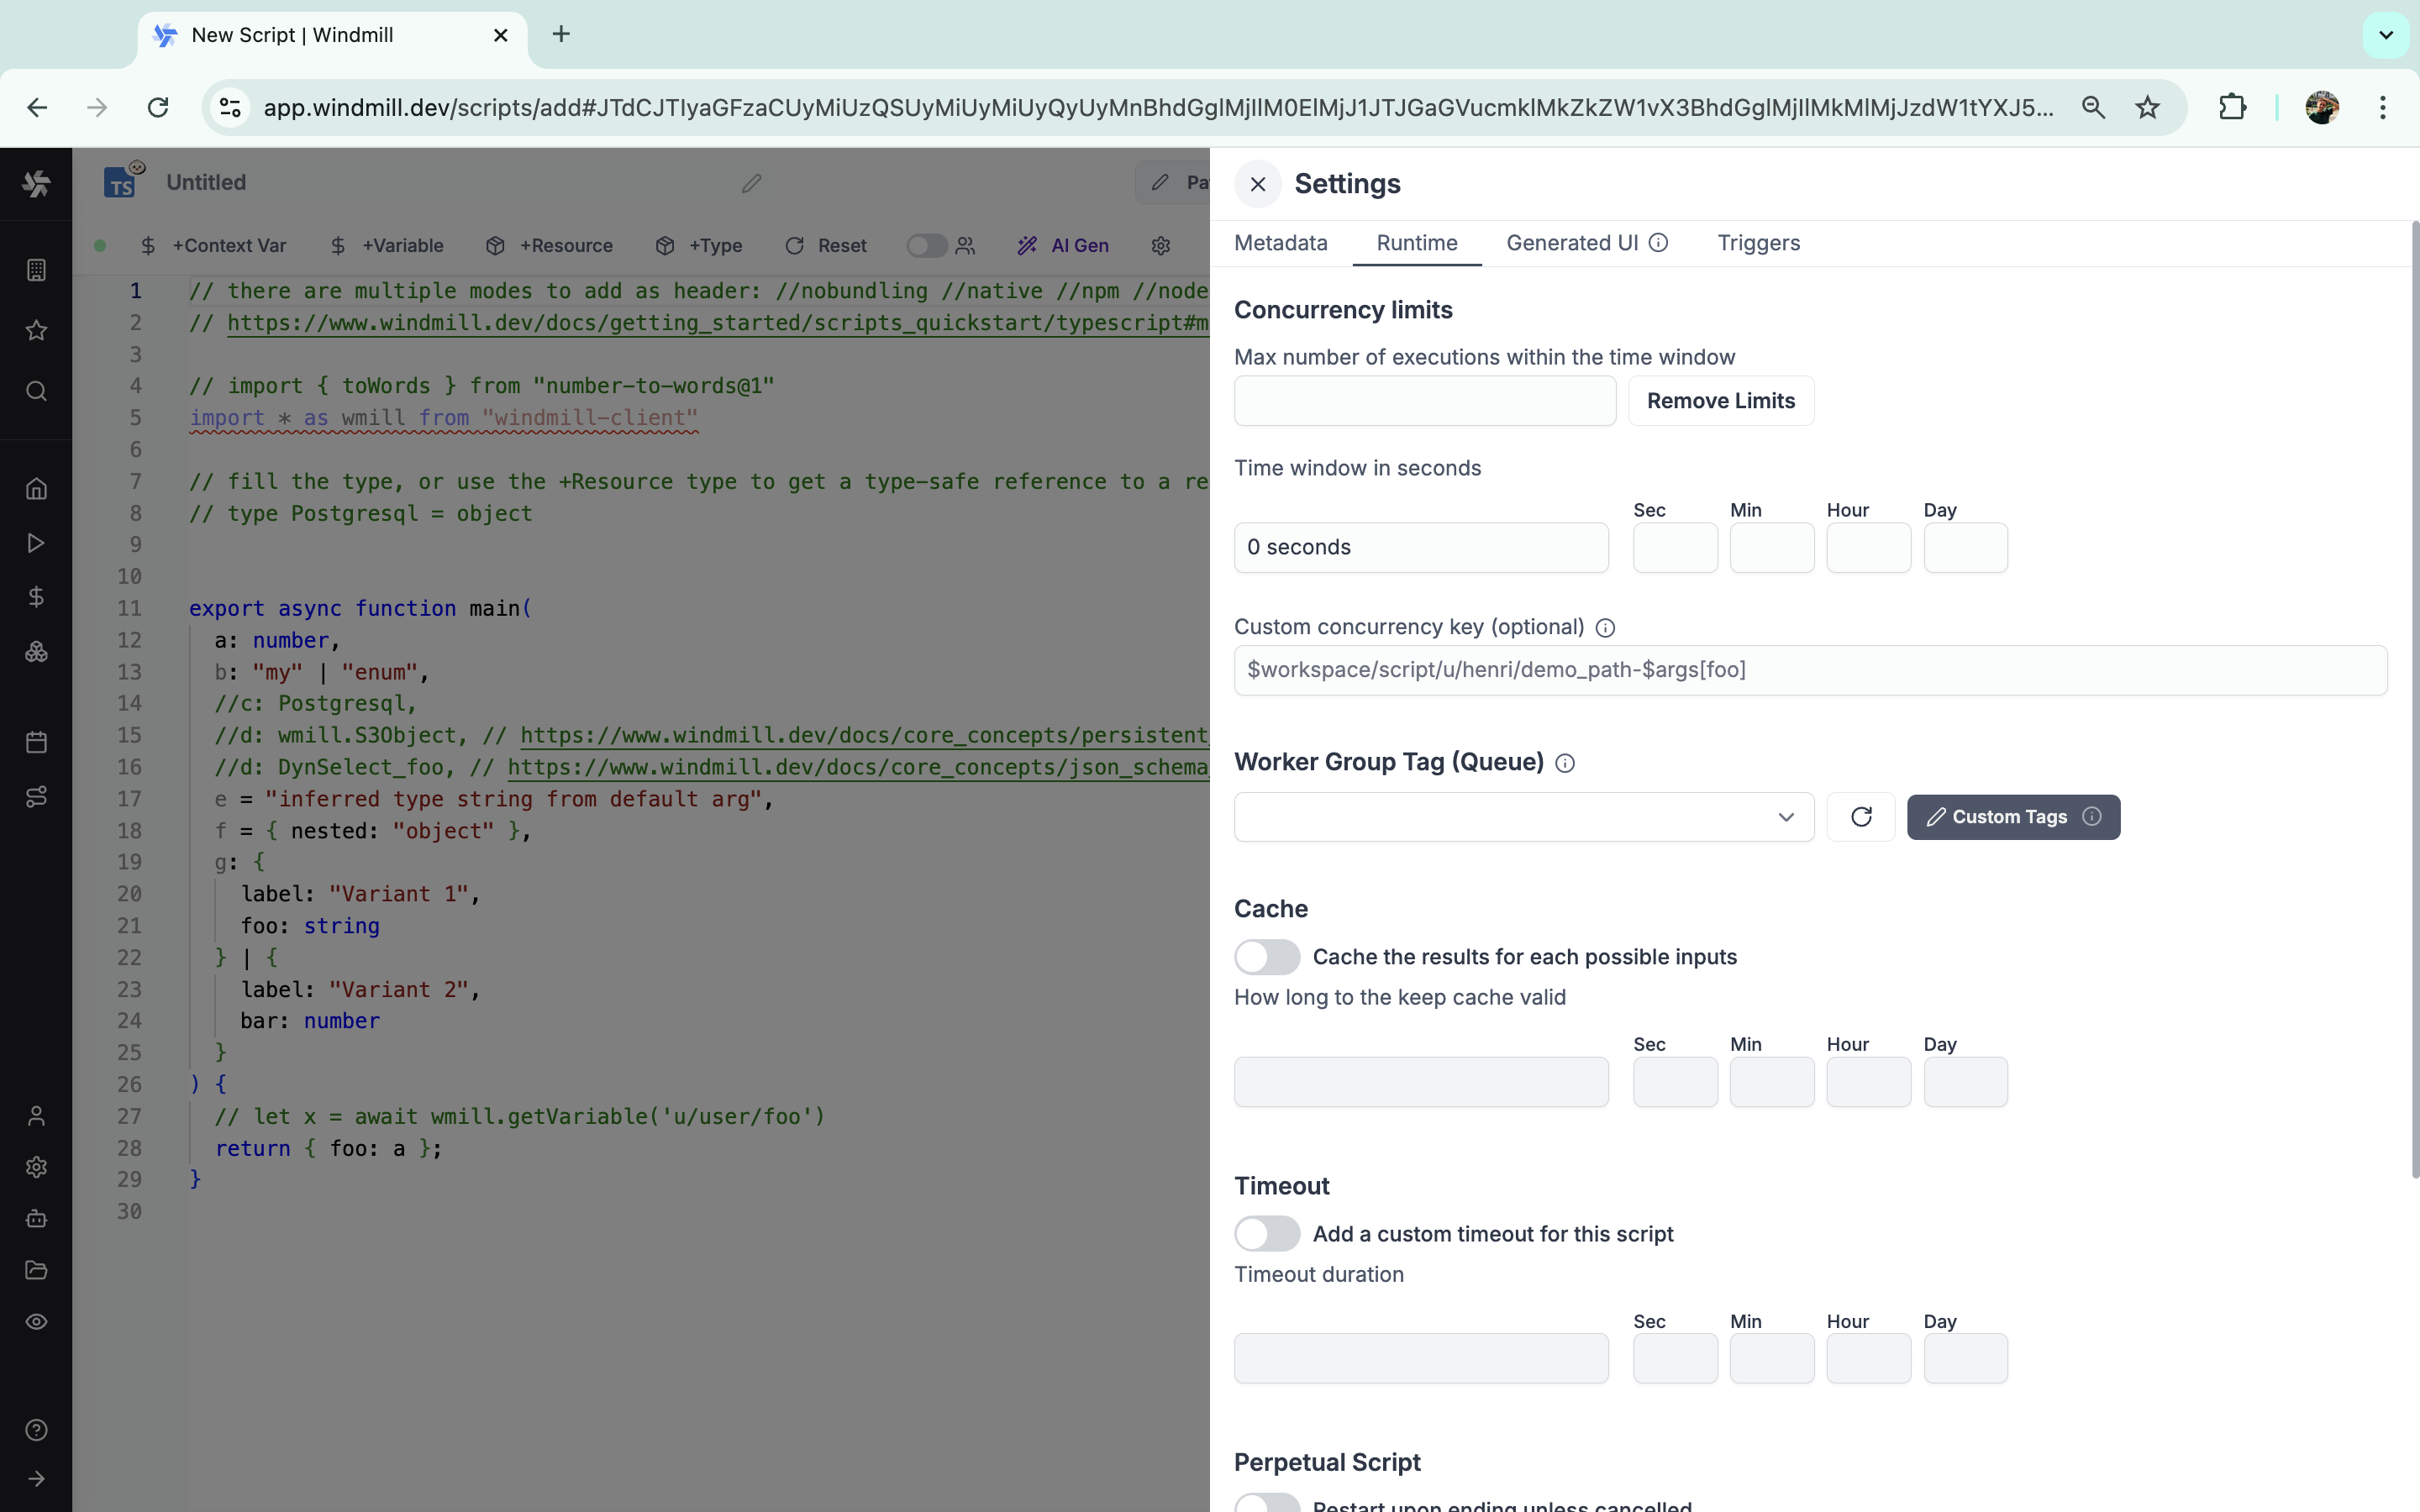 New Script | Windmill
app.windmill.dev/scripts/add#JTdCJTIyaGFzaCUyMiUzQSUyMiUyMiUyQyUyMnBhdGglMjIlM0ElMjJ1JTJGaGVucmklMkZkZW1vX3BhdGglMjIlMkMlMjJzdW1tYXJ5...
TS
Untitled
Pa
+Context Var
+Variable
+Resource
+Type
Reset
AI Gen
1 // there are multiple modes to add as header: //nobundling //native //npm //node
2 // https://www.windmill.dev/docs/getting_started/scripts_quickstart/typescript#m
3
4 // import { toWords } from "number-to-words@1"
5 import * as wmill from "windmill-client"
6
7 // fill the type, or use the +Resource type to get a type-safe reference to a re
8 // type Postgresql = object
9
10
11 export async function main(
12 a: number,
13 b: "my" | "enum",
14 //c: Postgresql,
15 //d: wmill.S3Object, // https://www.windmill.dev/docs/core_concepts/persistent_
16 //d: DynSelect_foo, // https://www.windmill.dev/docs/core_concepts/json_schema_
17 e = "inferred type string from default arg",
18 f = { nested: "object" },
19 g: {
20 label: "Variant 1",
21 foo: string
22 } | {
23 label: "Variant 2",
24 bar: number
25 }
26 ) {
27 // let x = await wmill.getVariable('u/user/foo')
28 return { foo: a };
29 }
30
Settings
Metadata
Runtime
Generated UI
Triggers
Concurrency limits
Max number of executions within the time window
Remove Limits
Time window in seconds
Sec Min Hour Day
0 seconds
Custom concurrency key (optional)
$workspace/script/u/henri/demo_path-$args[foo]
Worker Group Tag (Queue)
Custom Tags
Cache
Cache the results for each possible inputs
How long to the keep cache valid
Sec Min Hour Day
Timeout
Add a custom timeout for this script
Timeout duration
Sec Min Hour Day
Perpetual Script
Restart upon ending unless cancelled